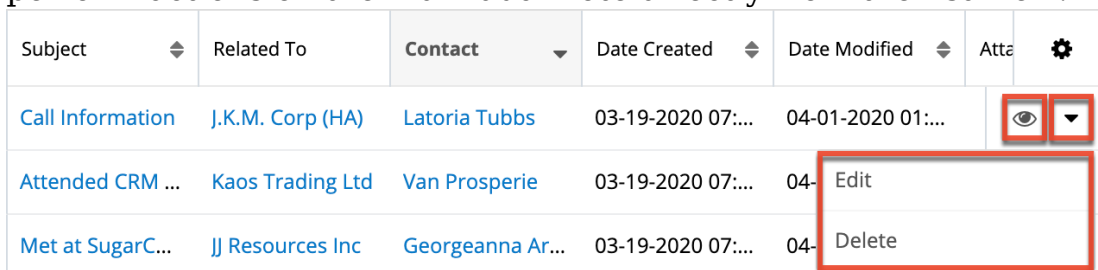 Subject Related To Contact Date Created Date Modified Atta
Call Information J.K.M. Corp (HA) Latoria Tubbs 03-19-2020 07:... 04-01-2020 01:...
Attended CRM ... Kaos Trading Ltd Van Prosperie 03-19-2020 07:... 04- Edit
Met at SugarC... JJ Resources Inc Georgeanna Ar... 03-19-2020 07:... 04- Delete